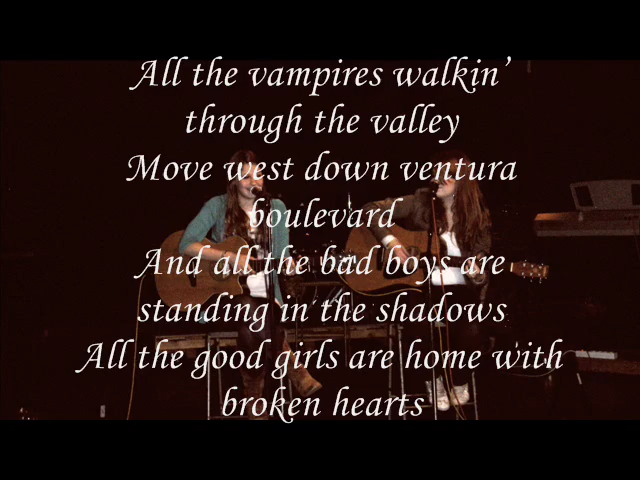 All the vampires walkin’
through the valley
Move west down ventura
boulevard
And all the bad boys are
standing in the shadows
All the good girls are home with
broken hearts